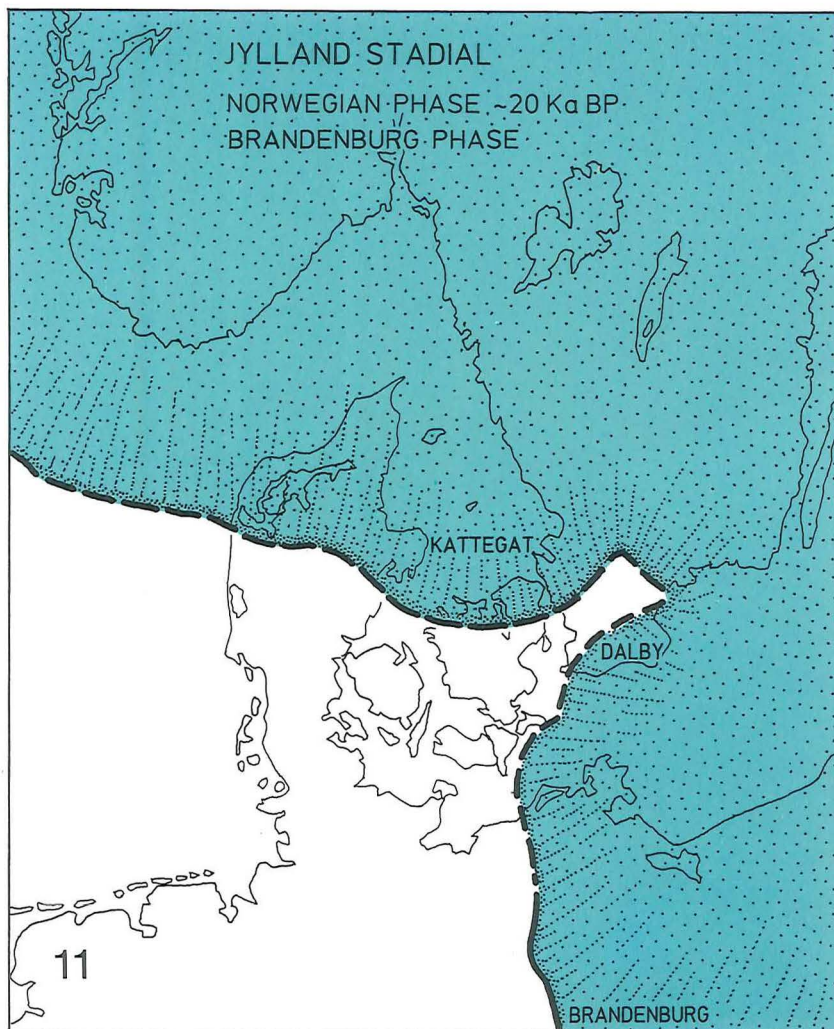 JYLLAND STADIAL
NORWEGIAN PHASE ~20 Ka BP
BRANDENBURG PHASE
KATTEGAT
DALBY
11
BRANDENBURG